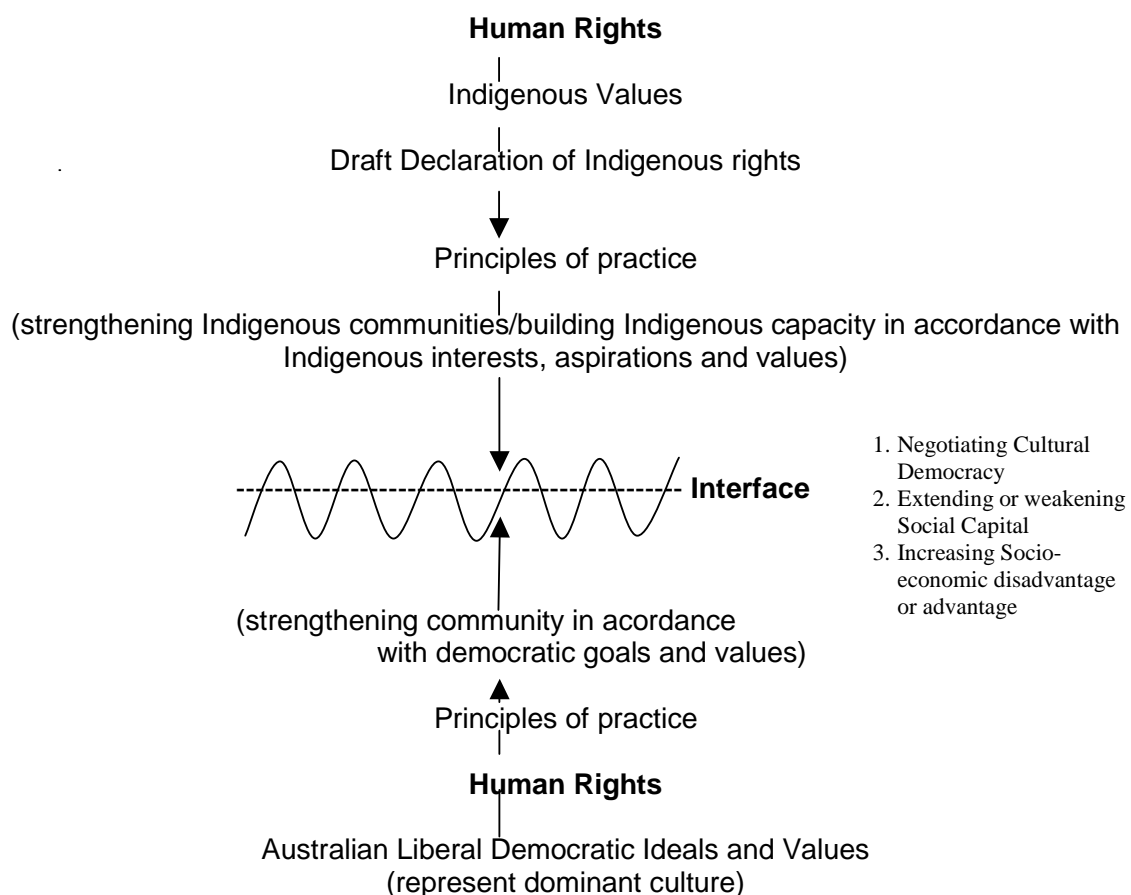 Human Rights
Indigenous Values
Draft Declaration of Indigenous rights
Principles of practice
(strengthening Indigenous communities/building Indigenous capacity in accordance with
Indigenous interests, aspirations and values)
Interface
1. Negotiating Cultural
Democracy
2. Extending or weakening
Social Capital
3. Increasing Socio-
economic disadvantage
or advantage
(strengthening community in acordance
with democratic goals and values)
Principles of practice
Human Rights
Australian Liberal Democratic Ideals and Values
(represent dominant culture)